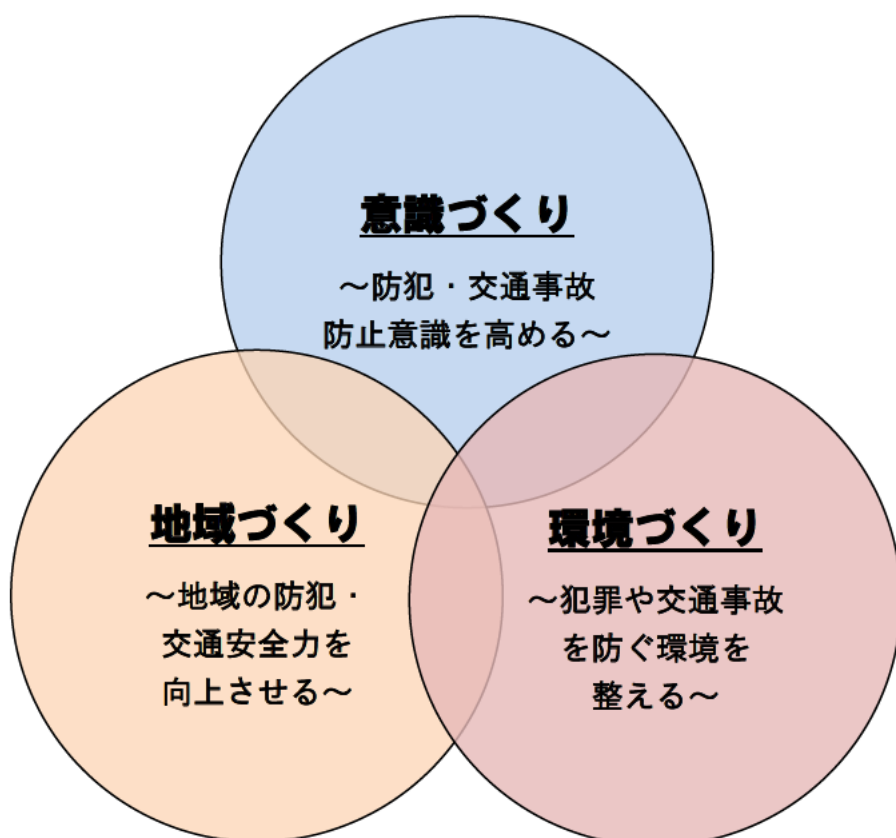 意識づくり
～防犯・交通事故
防止意識を高める～
地域づくり
～地域の防犯・
交通安全力を
向上させる～
環境づくり
～犯罪や交通事故
を防ぐ環境を
整える～